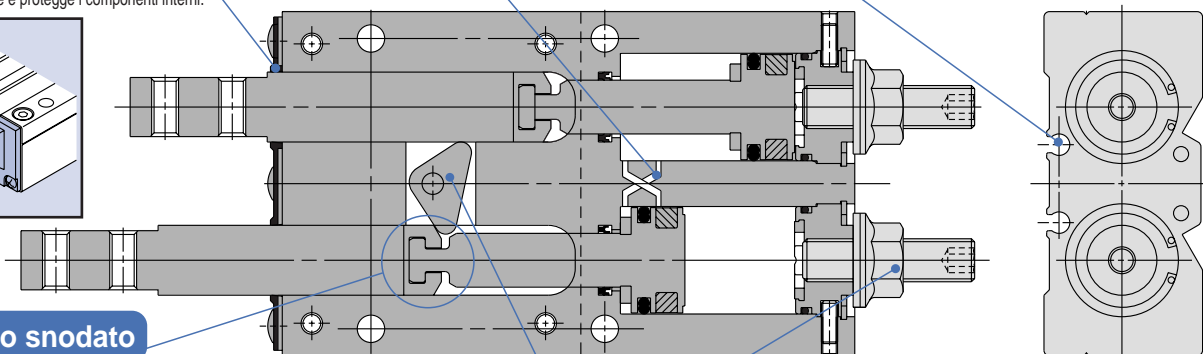 e protegge i componenti interni.
o snodato